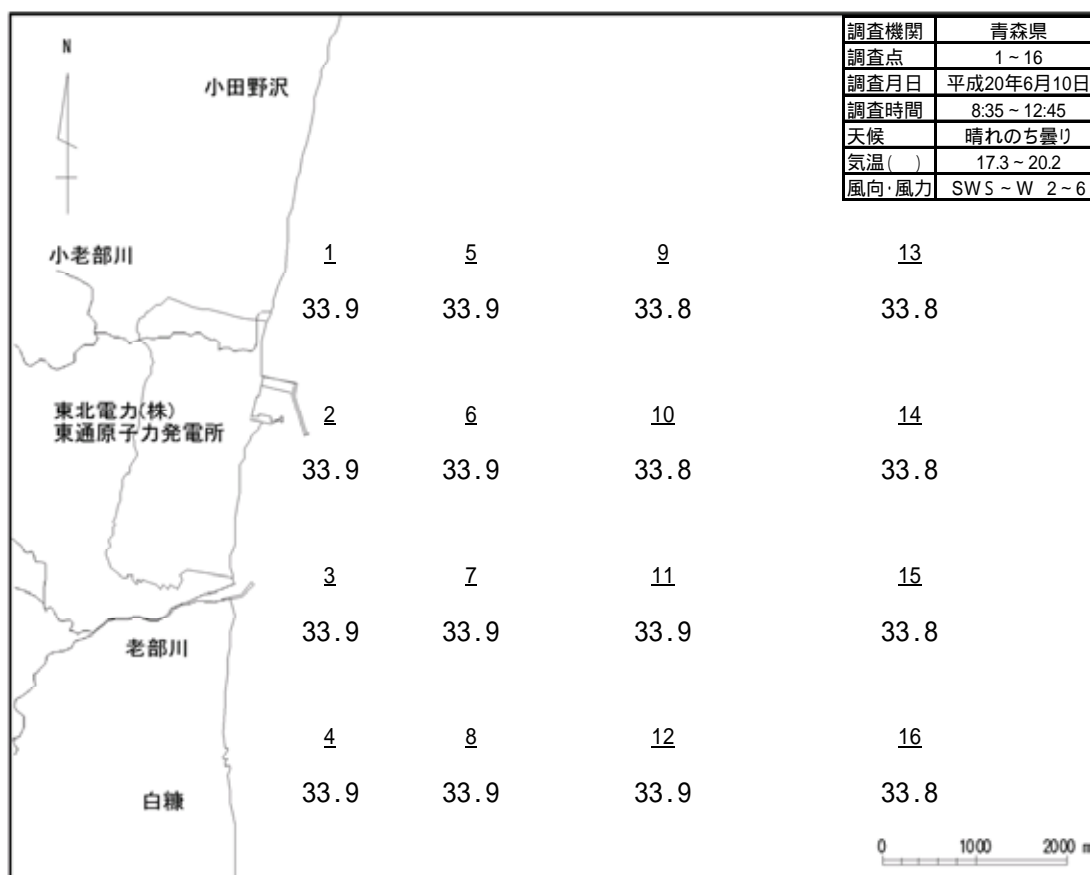 N
小田野沢
調査機関 青森県
調査点 1～16
調査月日 平成20年6月10日
調査時間 8:35～12:45
天候 晴れのち曇り
気温( ) 17.3～20.2
風向・風力 SWS～W 2～6
小老部川
1 5 9 13
33.9 33.9 33.8 33.8
東北電力(株)
東通原子力発電所
2 6 10 14
33.9 33.9 33.8 33.8
3 7 11 15
33.9 33.9 33.9 33.8
老部川
4 8 12 16
33.9 33.9 33.9 33.8
白糠
0 1000 2000 m